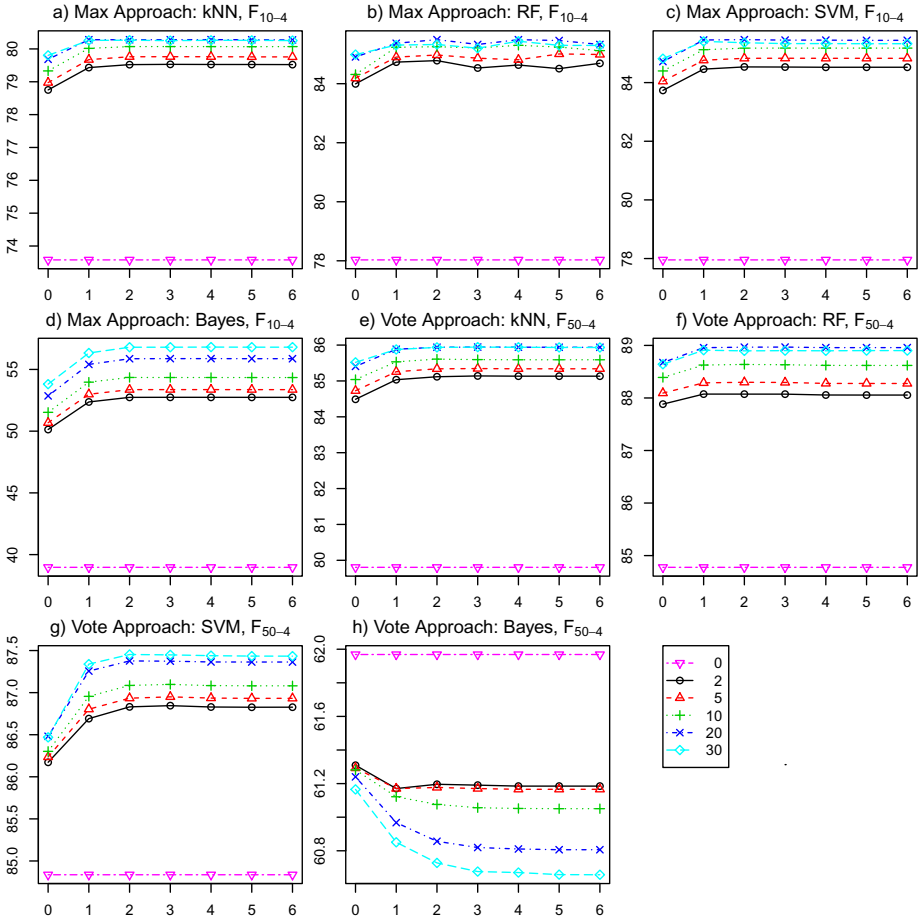 a) Max Approach: kNN, F10–4
80
79
78
77
76
75
74
0 1 2 3 4 5 6
b) Max Approach: RF, F10–4
84
82
80
78
0 1 2 3 4 5 6
c) Max Approach: SVM, F10–4
84
82
80
78
0 1 2 3 4 5 6
d) Max Approach: Bayes, F10–4
55
50
45
40
0 1 2 3 4 5 6
e) Vote Approach: kNN, F50–4
86
85
84
83
82
81
80
0 1 2 3 4 5 6
f) Vote Approach: RF, F50–4
89
88
87
86
85
0 1 2 3 4 5 6
g) Vote Approach: SVM, F50–4
87.5
87.0
86.5
86.0
85.5
85.0
0 1 2 3 4 5 6
h) Vote Approach: Bayes, F50–4
62.0
61.6
61.2
60.8
0 1 2 3 4 5 6
0
2
5
10
20
30